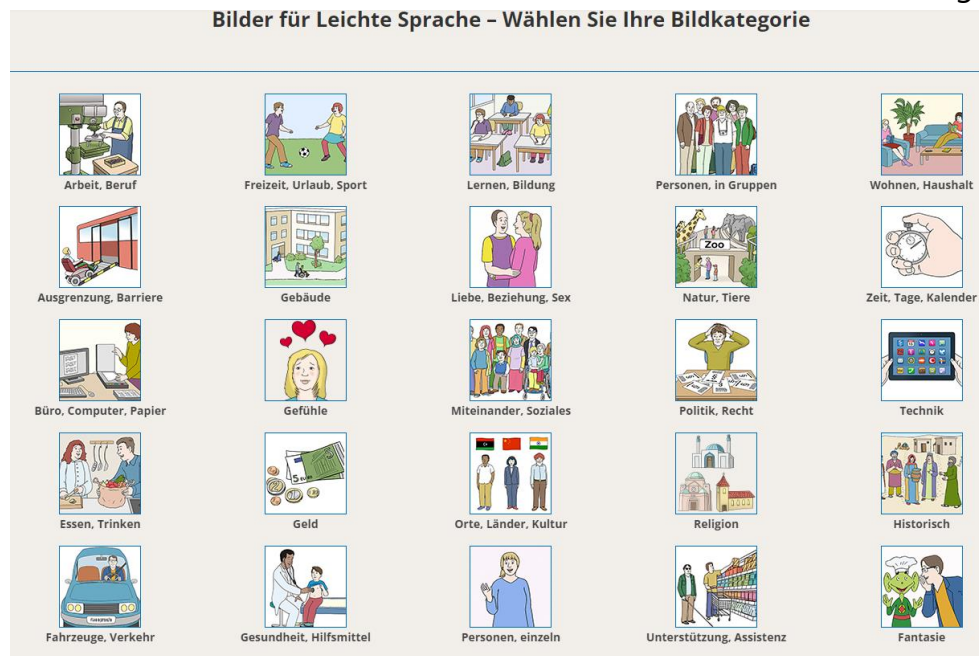 Bilder für Leichte Sprache – Wählen Sie Ihre Bildkategorie
Arbeit, Beruf
Freizeit, Urlaub, Sport
Lernen, Bildung
Personen, in Gruppen
Wohnen, Haushalt
Zoo
Ausgrenzung, Barriere
Gebäude
Liebe, Beziehung, Sex
Natur, Tiere
Zeit, Tage, Kalender
Büro, Computer, Papier
Gefühle
Miteinander, Soziales
Politik, Recht
Technik
5 EURO
Essen, Trinken
Geld
Orte, Länder, Kultur
Religion
Historisch
Fahrzeuge, Verkehr
Gesundheit, Hilfsmittel
Personen, einzeln
Unterstützung, Assistenz
Fantasie